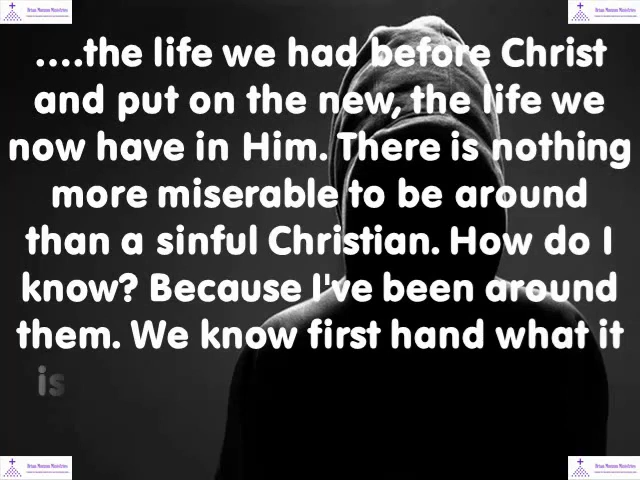 ....the life we had before Christ
and put on the new, the life we
now have in Him. There is nothing
more miserable to be around
than a sinful Christian. How do I
know? Because I've been around
them. We know first hand what it
is